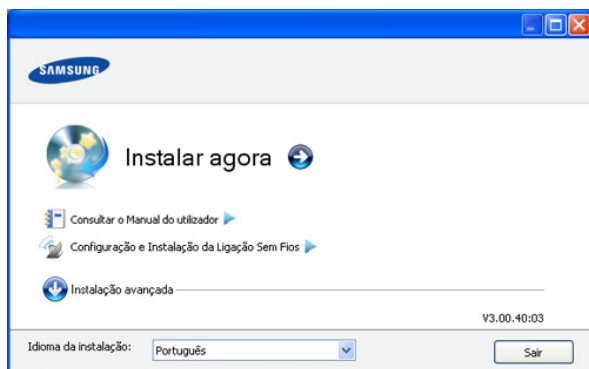 SAMSUNG
Instalar agora
Consultar o Manual do utilizador
Configuração e Instalação da Ligação Sem Fios
Instalação avançada
V3.00.40:03
Idioma da instalação: Português Sair